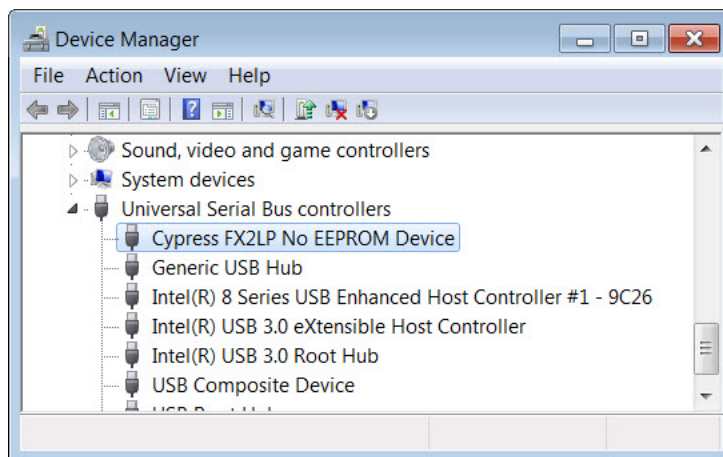 Device Manager
File Action View Help
Sound, video and game controllers
System devices
Universal Serial Bus controllers
Cypress FX2LP No EEPROM Device
Generic USB Hub
Intel(R) 8 Series USB Enhanced Host Controller #1 - 9C26
Intel(R) USB 3.0 eXtensible Host Controller
Intel(R) USB 3.0 Root Hub
USB Composite Device